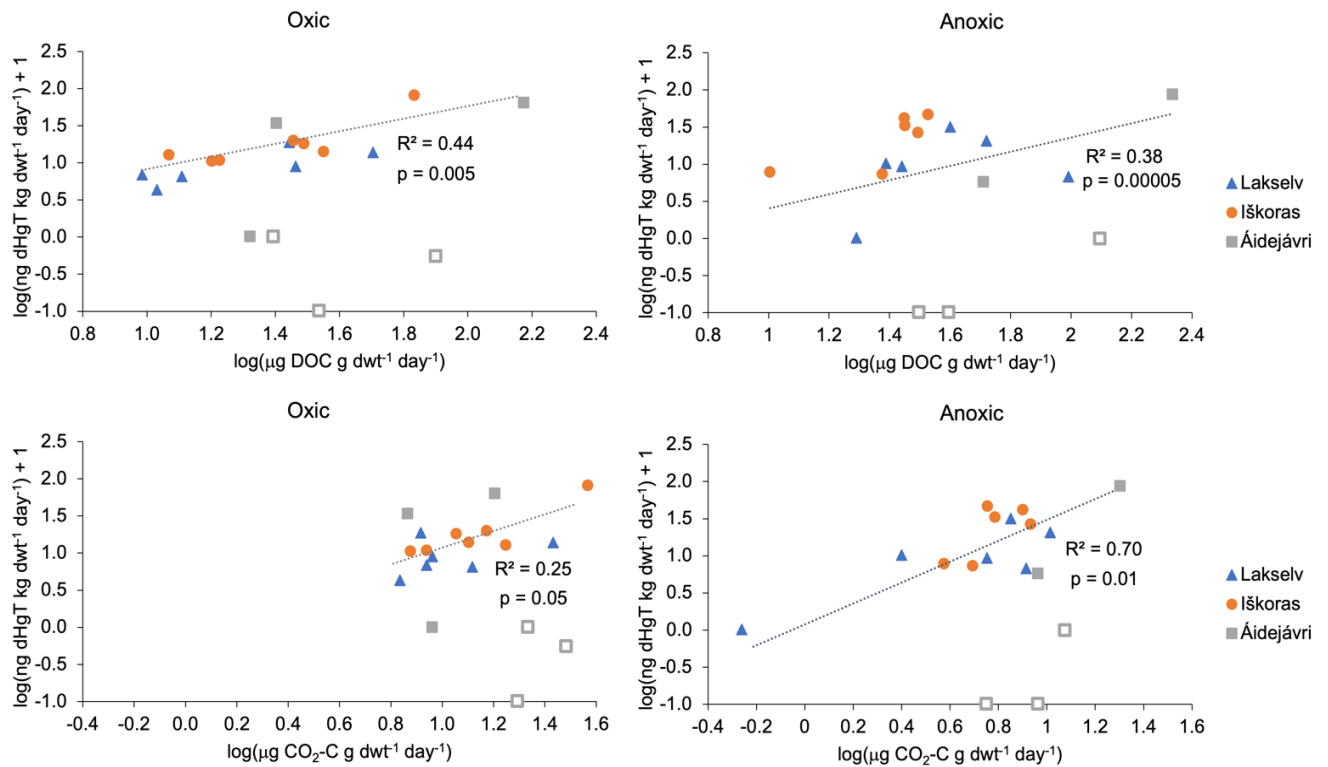 Oxic
log(ng dHgT kg dwt⁻¹ day⁻¹) + 1
2.5
2.0
1.5
1.0
0.5
0.0
-0.5
-1.0
R² = 0.44
p = 0.005
0.8
1.0
1.2
1.4
1.6
1.8
2.0
2.2
2.4
log(μg DOC g dwt⁻¹ day⁻¹)
Anoxic
log(ng dHgT kg dwt⁻¹ day⁻¹) + 1
2.5
2.0
1.5
1.0
0.5
0.0
-0.5
-1.0
R² = 0.38
p = 0.00005
0.8
1
1.2
1.4
1.6
1.8
2
2.2
2.4
log(μg DOC g dwt⁻¹ day⁻¹)
Lakselv
Iškoras
Áidejávri
Oxic
log(ng dHgT kg dwt⁻¹ day⁻¹) + 1
2.5
2.0
1.5
1.0
0.5
0.0
-0.5
-1.0
R² = 0.25
p = 0.05
-0.4
-0.2
0.0
0.2
0.4
0.6
0.8
1.0
1.2
1.4
1.6
log(μg CO₂-C g dwt⁻¹ day⁻¹)
Anoxic
log(ng dHgT kg dwt⁻¹ day⁻¹) + 1
2.5
2.0
1.5
1.0
0.5
0.0
-0.5
-1.0
R² = 0.70
p = 0.01
-0.4
-0.2
0
0.2
0.4
0.6
0.8
1
1.2
1.4
1.6
log(μg CO₂-C g dwt⁻¹ day⁻¹)
Lakselv
Iškoras
Áidejávri